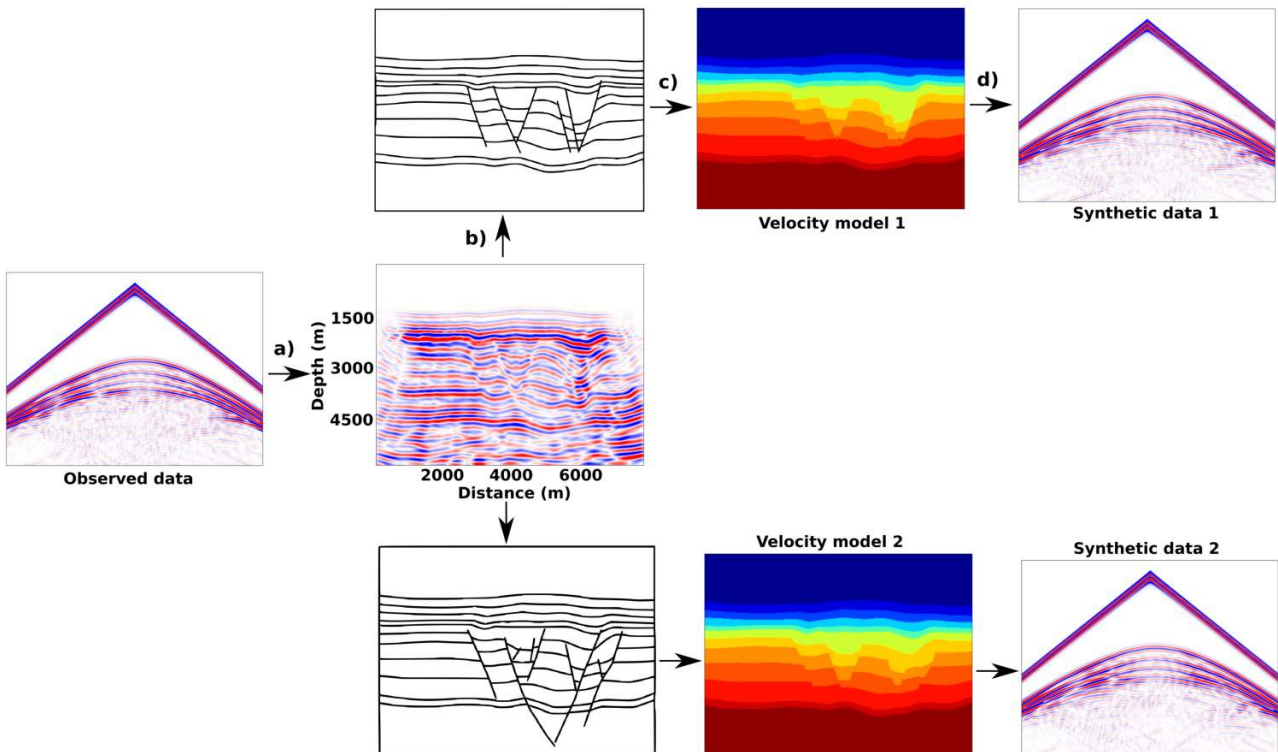 c)
d)
Velocity model 1
Synthetic data 1
b)
a)
Depth (m)
1500
3000
4500
Observed data
2000 4000 6000
Distance (m)
Velocity model 2
Synthetic data 2